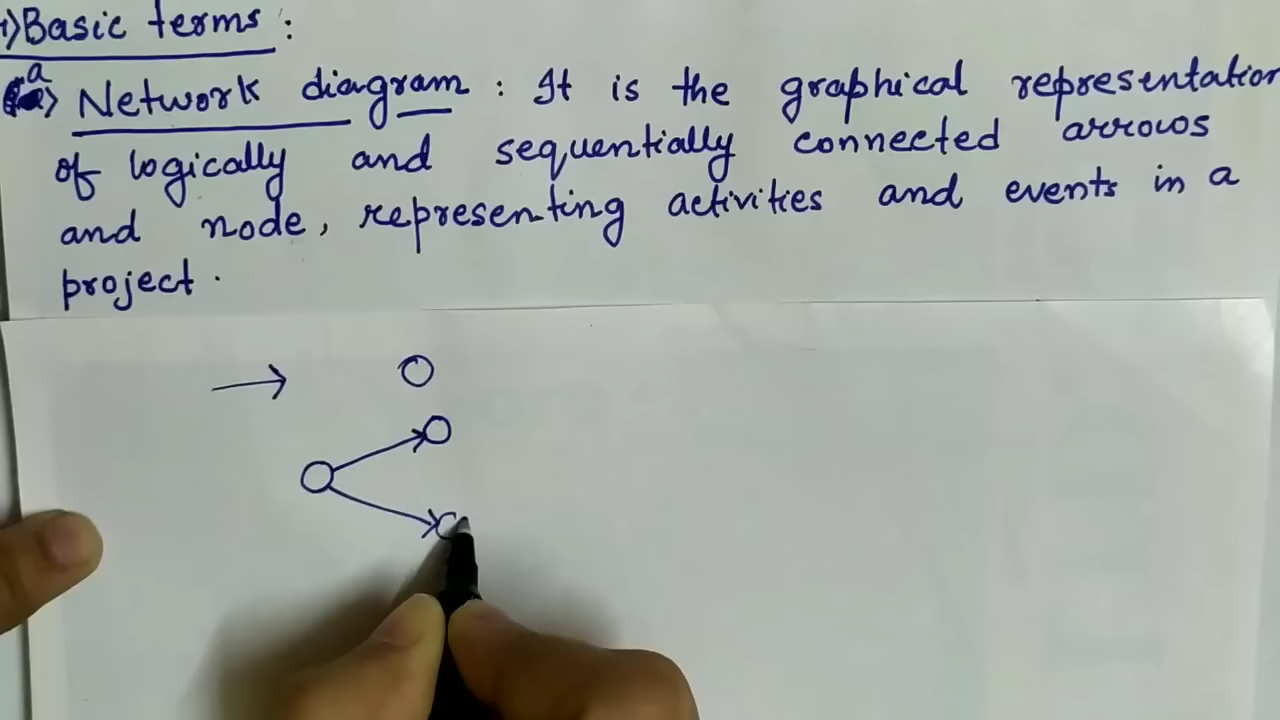 1) Basic terms :
a) Network diagram : It is the graphical representation
of logically and sequentially connected arrows
and node, representing activities and events in a
project .